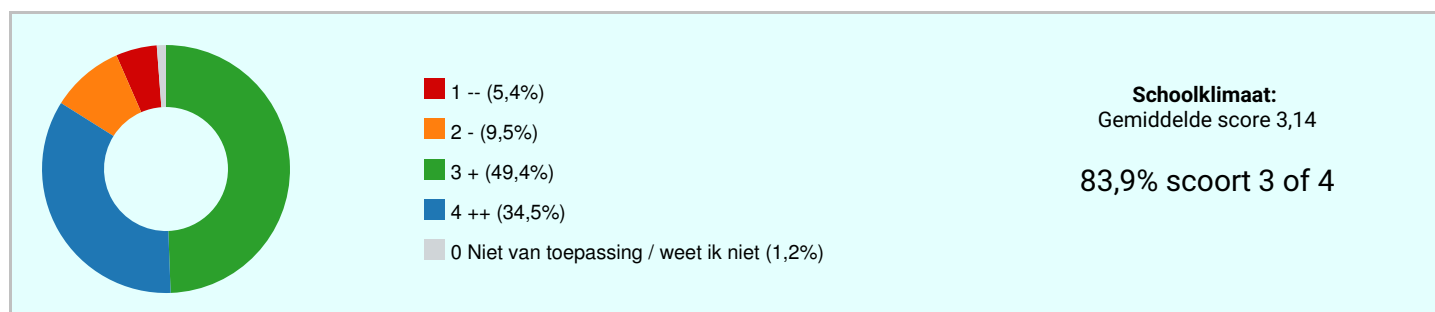 1 -- (5,4%)
2 - (9,5%)
3 + (49,4%)
4 ++ (34,5%)
0 Niet van toepassing / weet ik niet (1,2%)
Schoolklimaat:
Gemiddelde score 3,14
83,9% scoort 3 of 4